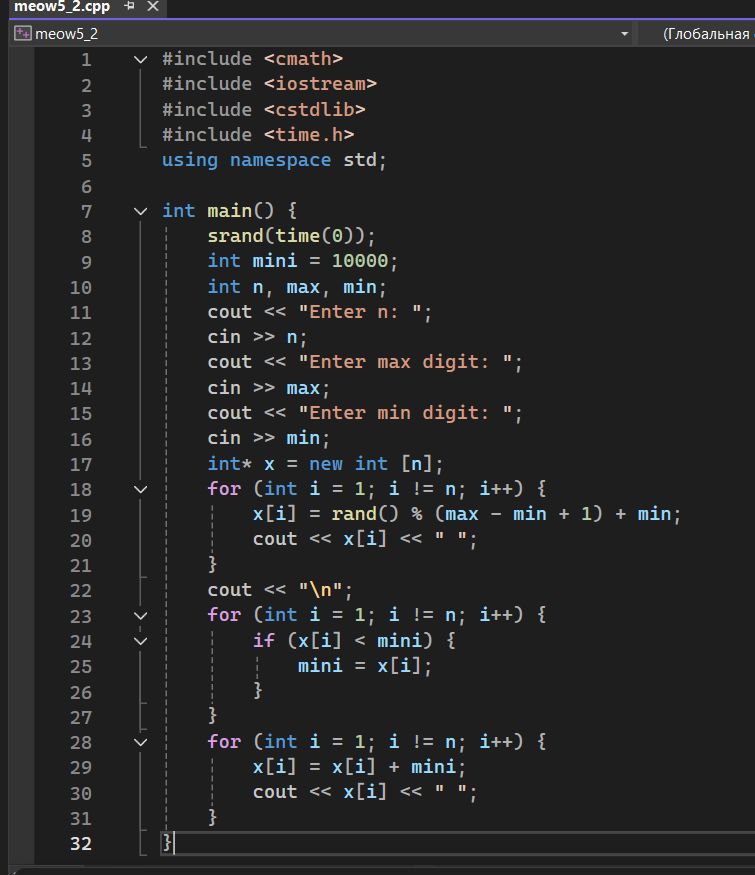 meow5_2.cpp
meow5_2 (Глобальная
1 #include <cmath>
2 #include <iostream>
3 #include <cstdlib>
4 #include <time.h>
5 using namespace std;
6
7 int main() {
8 srand(time(0));
9 int mini = 10000;
10 int n, max, min;
11 cout << "Enter n: ";
12 cin >> n;
13 cout << "Enter max digit: ";
14 cin >> max;
15 cout << "Enter min digit: ";
16 cin >> min;
17 int* x = new int [n];
18 for (int i = 1; i != n; i++) {
19 x[i] = rand() % (max - min + 1) + min;
20 cout << x[i] << " ";
21 }
22 cout << "\n";
23 for (int i = 1; i != n; i++) {
24 if (x[i] < mini) {
25 mini = x[i];
26 }
27 }
28 for (int i = 1; i != n; i++) {
29 x[i] = x[i] + mini;
30 cout << x[i] << " ";
31 }
32 }